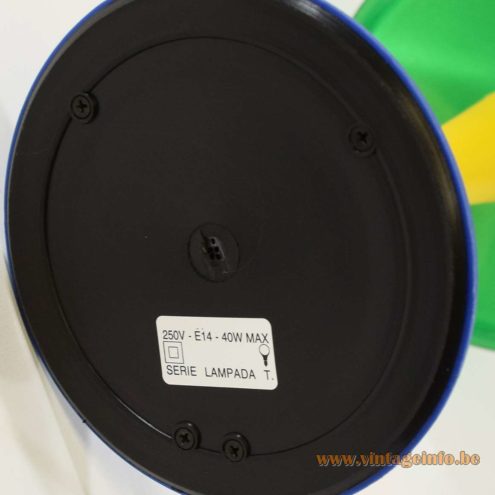 250V - E14 - 40W MAX
SERIE LAMPADA T.
www.vintageinfo.be